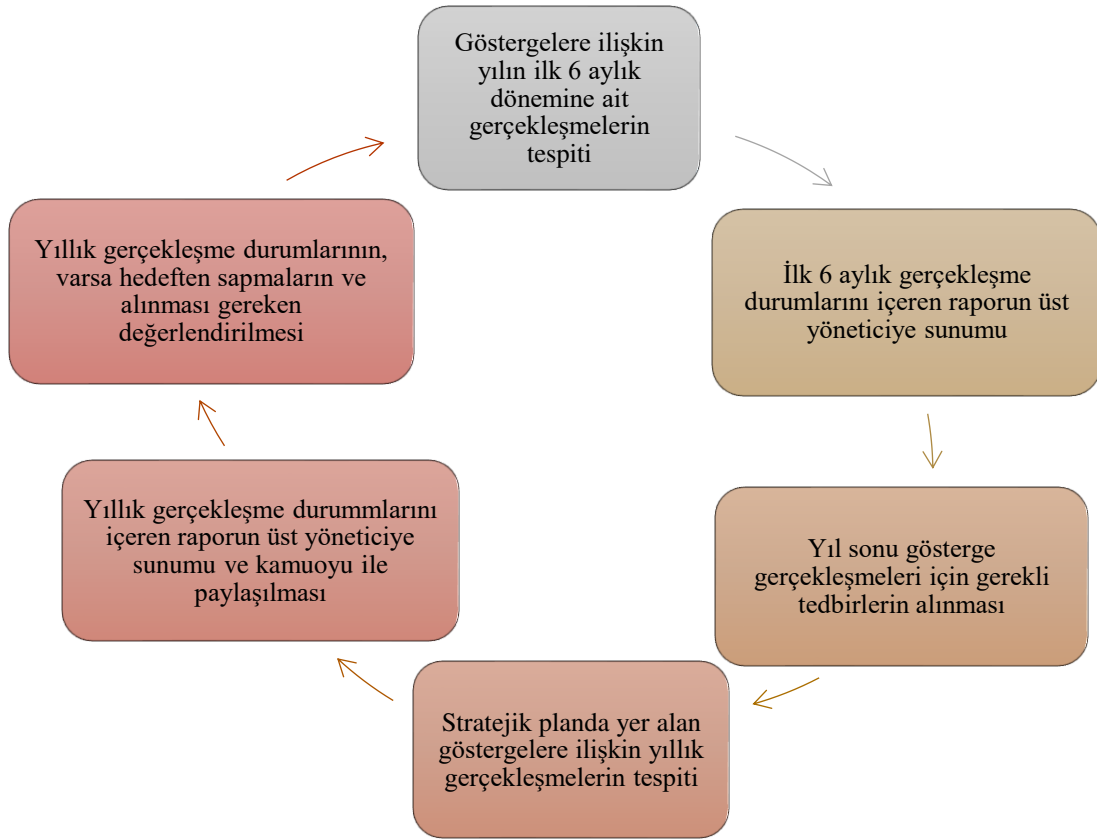 Göstergelere ilişkin
yılın ilk 6 aylık
dönemine ait
gerçekleşmelerin
tespiti
İlk 6 aylık gerçekleşme
durumlarını içeren raporun üst
yöneticiye sunumu
Yıl sonu gösterge
gerçekleşmeleri için gerekli
tedbirlerin alınması
Stratejik planda yer alan
göstergelere ilişkin yıllık
gerçekleşmelerin tespiti
Yıllık gerçekleşme durummlarını
içeren raporun üst yöneticiye
sunumu ve kamuoyu ile
paylaşılması
Yıllık gerçekleşme durumlarının,
varsa hedeften sapmaların ve
alınması gereken
değerlendirilmesi